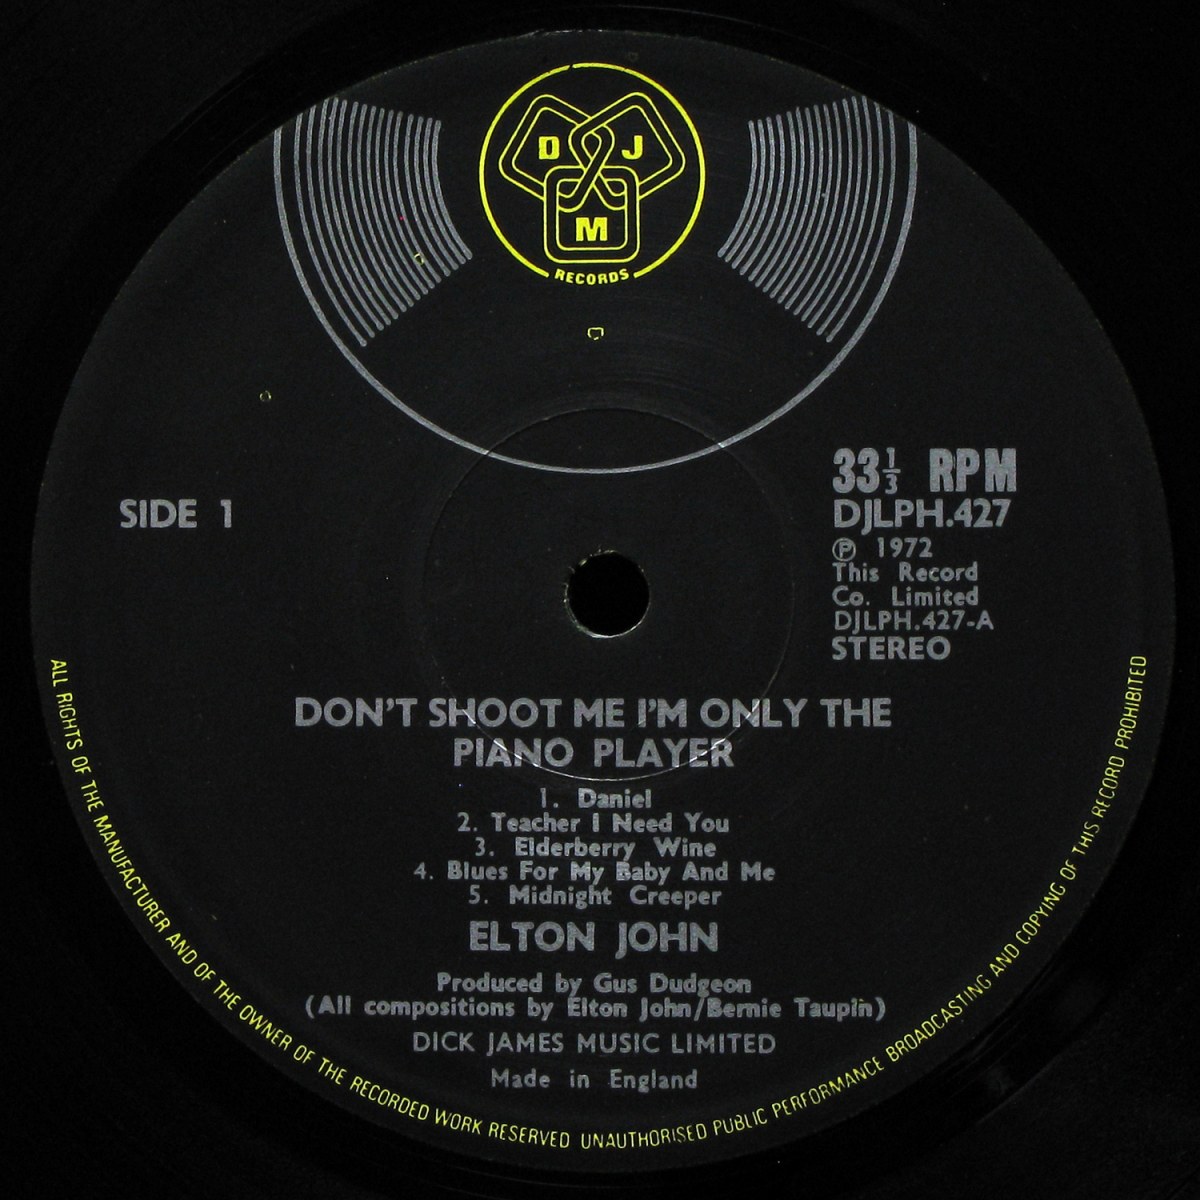 D J
M
RECORDS
SIDE 1
33⅓ RPM
DJLPH.427
℗ 1972
This Record
Co. Limited
DJLPH.427-A
STEREO
DON'T SHOOT ME I'M ONLY THE
PIANO PLAYER
1. Daniel
2. Teacher I Need You
3. Elderberry Wine
4. Blues For My Baby And Me
5. Midnight Creeper
ELTON JOHN
Produced by Gus Dudgeon
(All compositions by Elton John/Bernie Taupin)
DICK JAMES MUSIC LIMITED
Made in England
ALL RIGHTS OF THE MANUFACTURER AND OF THE OWNER OF THE RECORDED WORK RESERVED UNAUTHORISED PUBLIC PERFORMANCE BROADCASTING AND COPYING OF THIS RECORD PROHIBITED